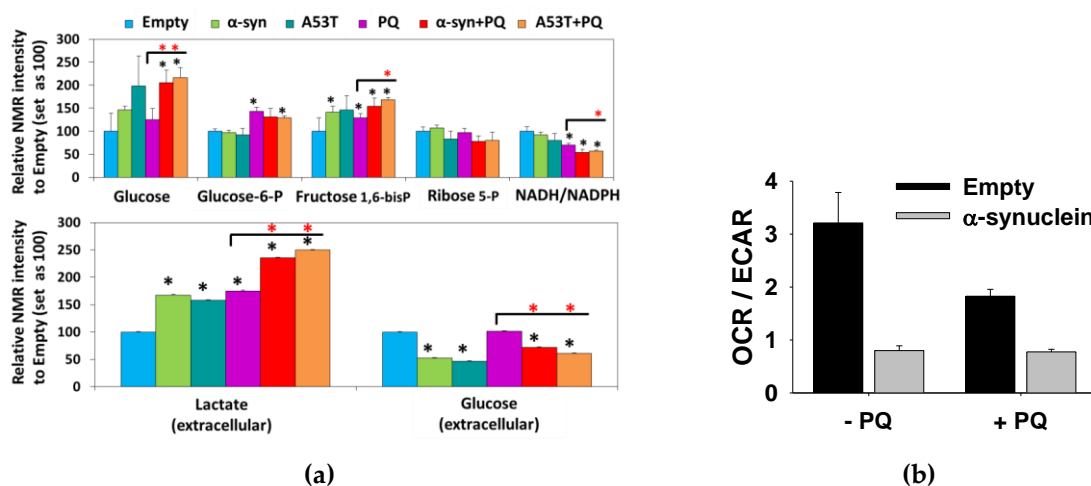 Empty α-syn A53T PQ α-syn+PQ A53T+PQ
Relative NMR intensity
to Empty (set as 100)
300
250
200
150
100
50
0
* *
* *
* *
*
* * * *
*
* * *
Glucose Glucose-6-P Fructose 1,6-bisP Ribose 5-P NADH/NADPH
Relative NMR intensity
to Empty (set as 100)
300
250
200
150
100
50
0
* *
* * * * *
* *
* * * *
Lactate
(extracellular)
Glucose
(extracellular)
(a)
OCR / ECAR
4
3
2
1
0
Empty
α-synuclein
- PQ + PQ
(b)